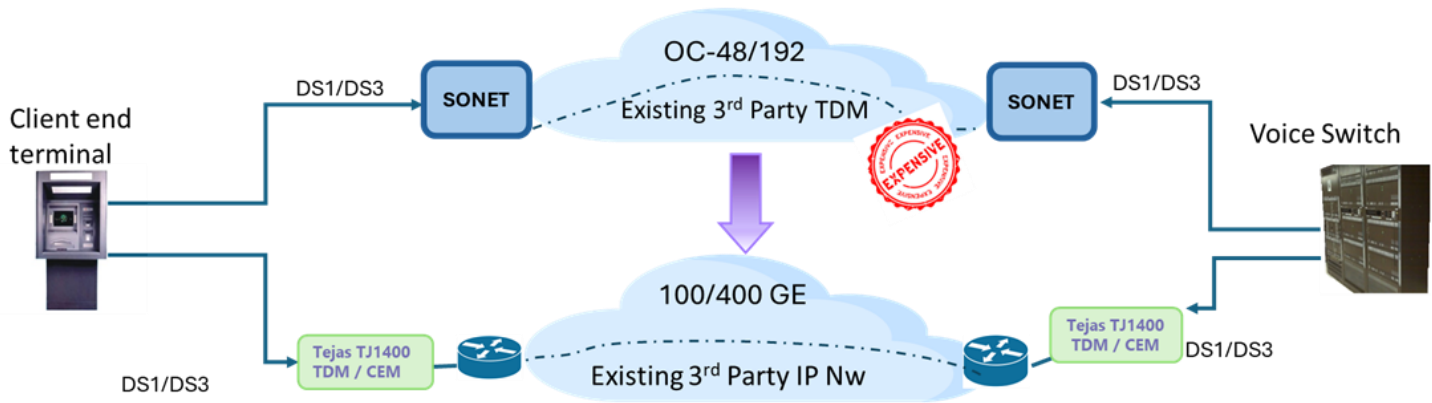 OC-48/192
DS1/DS3
SONET
Existing 3rd Party TDM
SONET
DS1/DS3
Client end
terminal
EXPENSIVE
EXPENSIVE
EXPENSIVE
Voice Switch
100/400 GE
Tejas TJ1400
TDM / CEM
Existing 3rd Party IP Nw
Tejas TJ1400
TDM / CEM
DS1/DS3
DS1/DS3